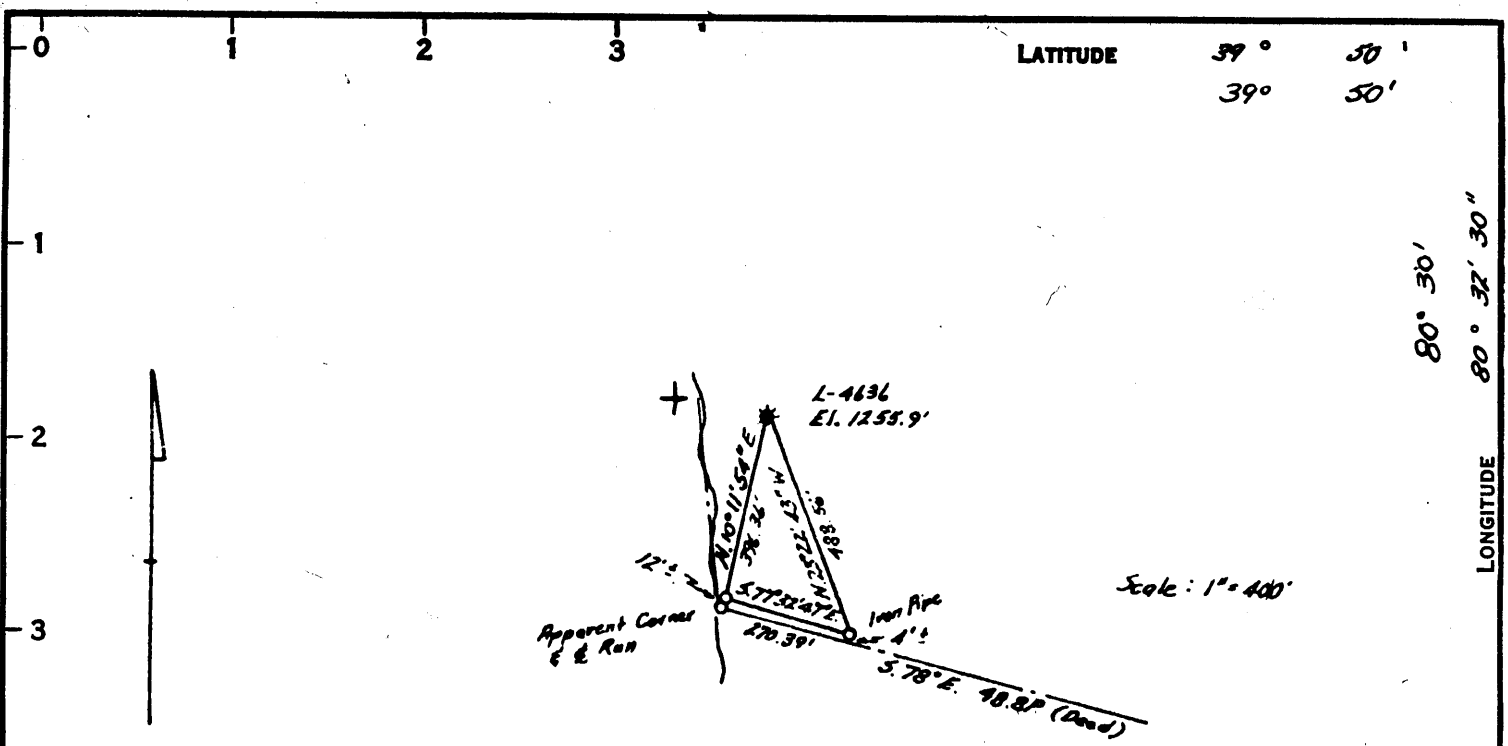 0
1
2
3
LATITUDE 39° 50'
39° 50'
80° 30'
80° 32' 30"
LONGITUDE
1
2
3
L-4636
El. 1255.9'
N.10°11'54"E
396.36'
N.25°22'43"W
488.50'
12'±
S.77°32'47"E.
Iron Pipe
4'±
Apparent Corner
& ℄ Run
270.39'
S.78°E. 48.8P (Deed)
Scale: 1"=400'